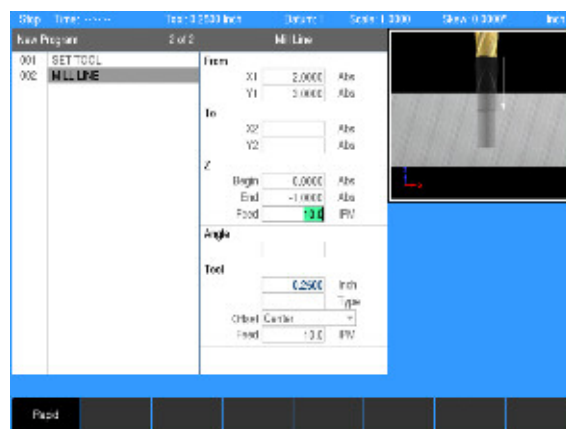 Stop Time: --:--:-- Tool: 0.2500 Inch Datum: 1 Scale: 1.0000 Skew: 0.0000° Inch
New Program 2 of 2 Mill Line
001 SET TOOL
002 MILL LINE
From
X1 2.0000 Abs
Y1 3.0000 Abs
To
X2 Abs
Y2 Abs
Z
Begin 0.0000 Abs
End -1.0000 Abs
Feed 10.0 IPM
Angle
Tool
0.2500 Inch
Type
Offset Center
Feed 10.0 IPM
Rapid